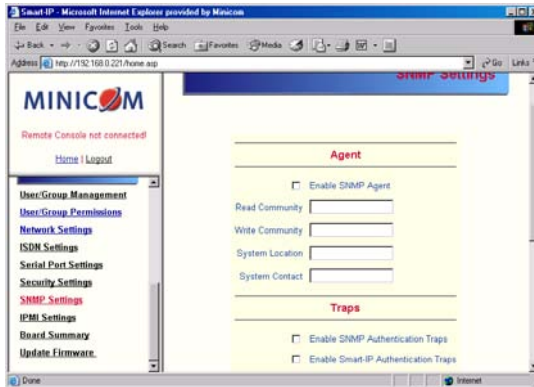 Smart-IP - Microsoft Internet Explorer provided by Minicom
File Edit View Favorites Tools Help
Back Search Favorites Media
Address http://192.168.0.221/home.asp Go Links
SNMP Settings
MINICOM
Remote Console not connected!
Home | Logout
User/Group Management
User/Group Permissions
Network Settings
ISDN Settings
Serial Port Settings
Security Settings
SNMP Settings
IPMI Settings
Board Summary
Update Firmware
Agent
Enable SNMP Agent
Read Community
Write Community
System Location
System Contact
Traps
Enable SNMP Authentication Traps
Enable Smart-IP Authentication Traps
Done Internet